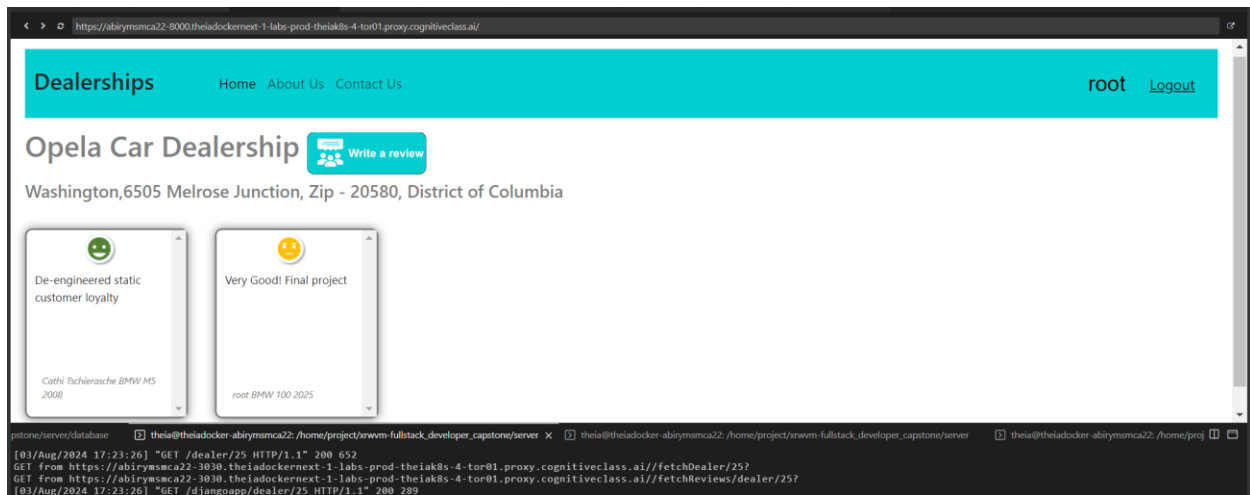 https://abirymsmca22-8000.theiadockernext-1-labs-prod-theiak8s-4-tor01.proxy.cognitiveclass.ai/
Dealerships Home About Us Contact Us root Logout
Opela Car Dealership Write a review
Washington,6505 Melrose Junction, Zip - 20580, District of Columbia
De-engineered static
customer loyalty
Cathi Tschierasche BMW M5
2008
Very Good! Final project
root BMW 100 2025
pstone/server/database theia@theiadocker-abirymsmca22: /home/project/xrwvm-fullstack_developer_capstone/server theia@theiadocker-abirymsmca22: /home/project/xrwvm-fullstack_developer_capstone/server theia@theiadocker-abirymsmca22: /home/proj
[03/Aug/2024 17:23:26] "GET /dealer/25 HTTP/1.1" 200 652
GET from https://abirymsmca22-3030.theiadockernext-1-labs-prod-theiak8s-4-tor01.proxy.cognitiveclass.ai//fetchDealer/25?
GET from https://abirymsmca22-3030.theiadockernext-1-labs-prod-theiak8s-4-tor01.proxy.cognitiveclass.ai//fetchReviews/dealer/25?
[03/Aug/2024 17:23:26] "GET /djangoapp/dealer/25 HTTP/1.1" 200 289